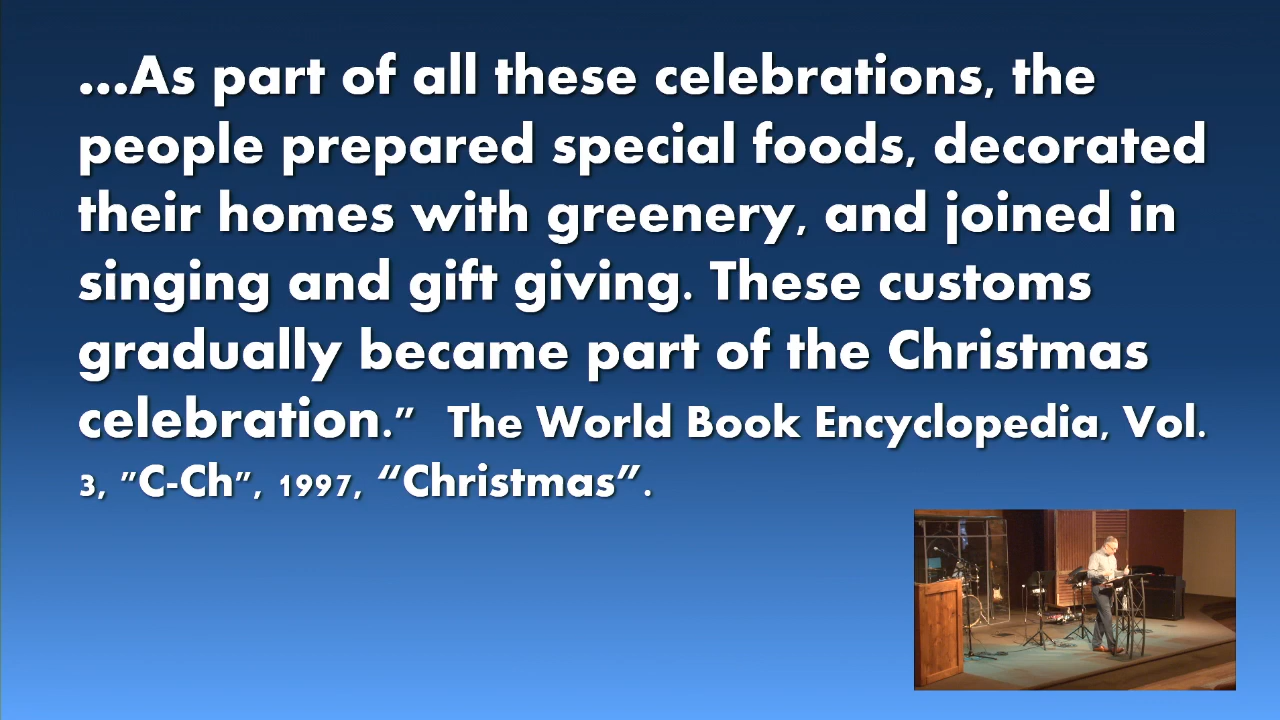 ...As part of all these celebrations, the
people prepared special foods, decorated
their homes with greenery, and joined in
singing and gift giving. These customs
gradually became part of the Christmas
celebration.” The World Book Encyclopedia, Vol.
3, ”C-Ch”, 1997, “Christmas”.